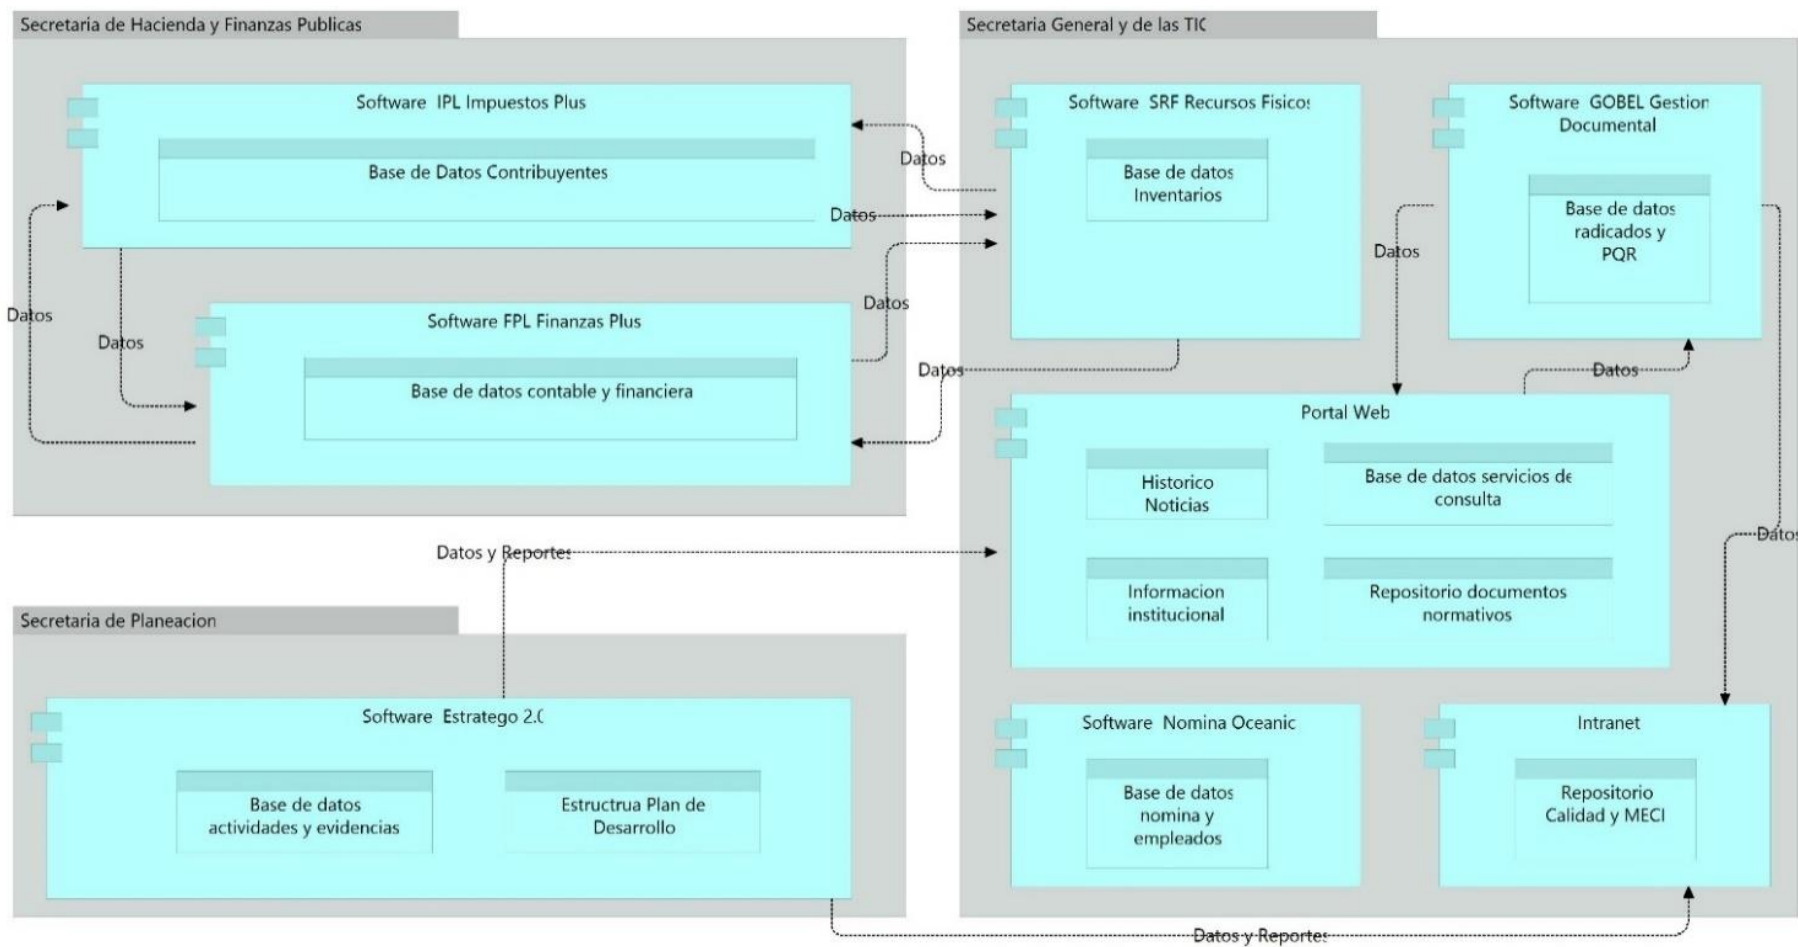 Secretaria de Hacienda y Finanzas Publicas
Software IPL Impuestos Plus
Base de Datos Contribuyentes
Datos
Datos
Datos
Datos
Datos
Software FPL Finanzas Plus
Base de datos contable y financiera
Datos
Secretaria General y de las TIC
Software SRF Recursos Fisicos
Base de datos
Inventarios
Software GOBEL Gestion
Documental
Base de datos
radicados y
PQR
Datos
Datos
Portal Web
Historico
Noticias
Base de datos servicios de
consulta
Informacion
institucional
Repositorio documentos
normativos
Datos
Datos y Reportes
Secretaria de Planeacion
Software Estratego 2.0
Base de datos
actividades y evidencias
Estructrua Plan de
Desarrollo
Software Nomina Oceanic
Base de datos
nomina y
empleados
Intranet
Repositorio
Calidad y MECI
Datos y Reportes